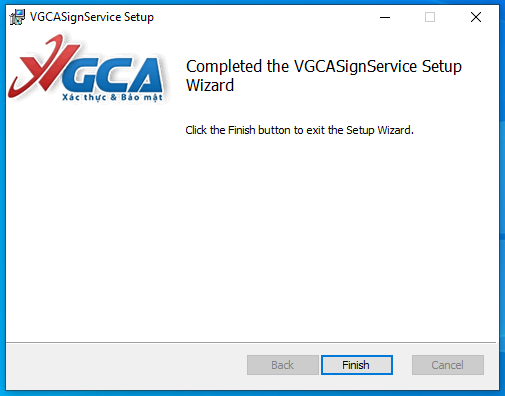 VGCASignService Setup
VGCA
Xác thực & Bảo mật
Completed the VGCASignService Setup
Wizard
Click the Finish button to exit the Setup Wizard.
Back
Finish
Cancel